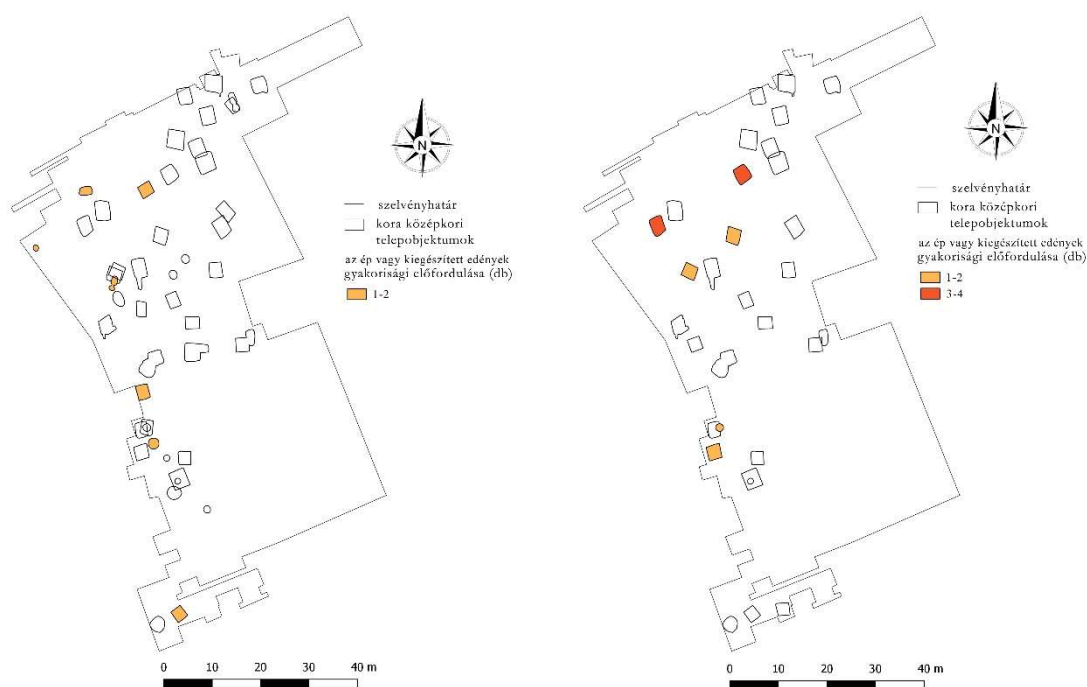 N
szelvényhatár
kora középkori
telepobjektumok
az ép vagy kiegészített edények
gyakorisági előfordulása (db)
1-2
0 10 20 30 40 m
N
szelvényhatár
kora középkori
telepobjektumok
az ép vagy kiegészített edények
gyakorisági előfordulása (db)
1-2
3-4
0 10 20 30 40 m